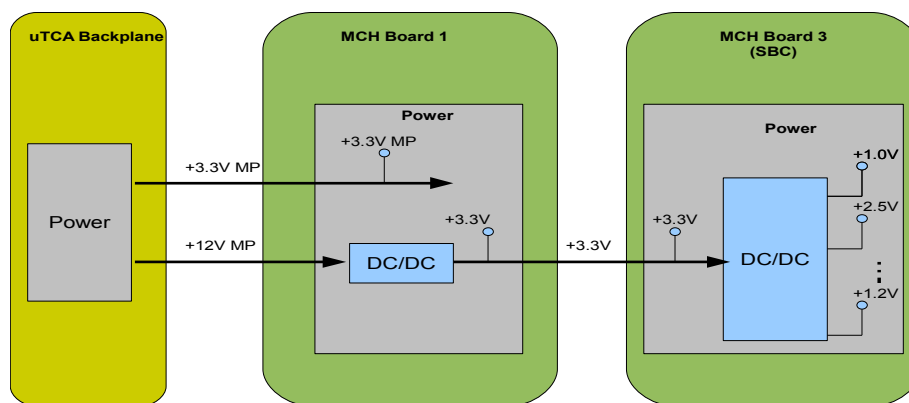 uTCA Backplane
MCH Board 1
MCH Board 3
(SBC)
Power
Power
Power
+3.3V MP
+3.3V MP
+12V MP
+3.3V
DC/DC
+3.3V
+3.3V
DC/DC
+1.0V
+2.5V
+1.2V